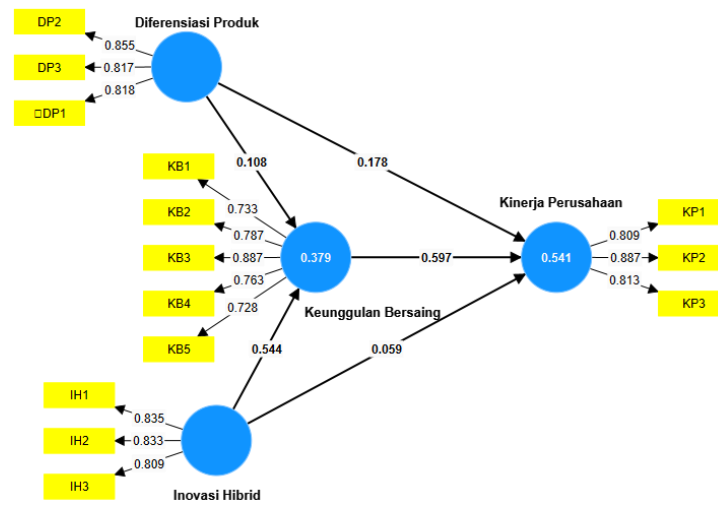 Diferensiasi Produk
DP2
DP3
DP1
0.855
0.817
0.818
0.108
0.178
KB1
KB2
KB3
KB4
KB5
0.733
0.787
0.887
0.763
0.728
0.379
Keunggulan Bersaing
0.597
Kinerja Perusahaan
0.541
0.809
0.887
0.813
KP1
KP2
KP3
0.544
0.059
IH1
IH2
IH3
0.835
0.833
0.809
Inovasi Hibrid